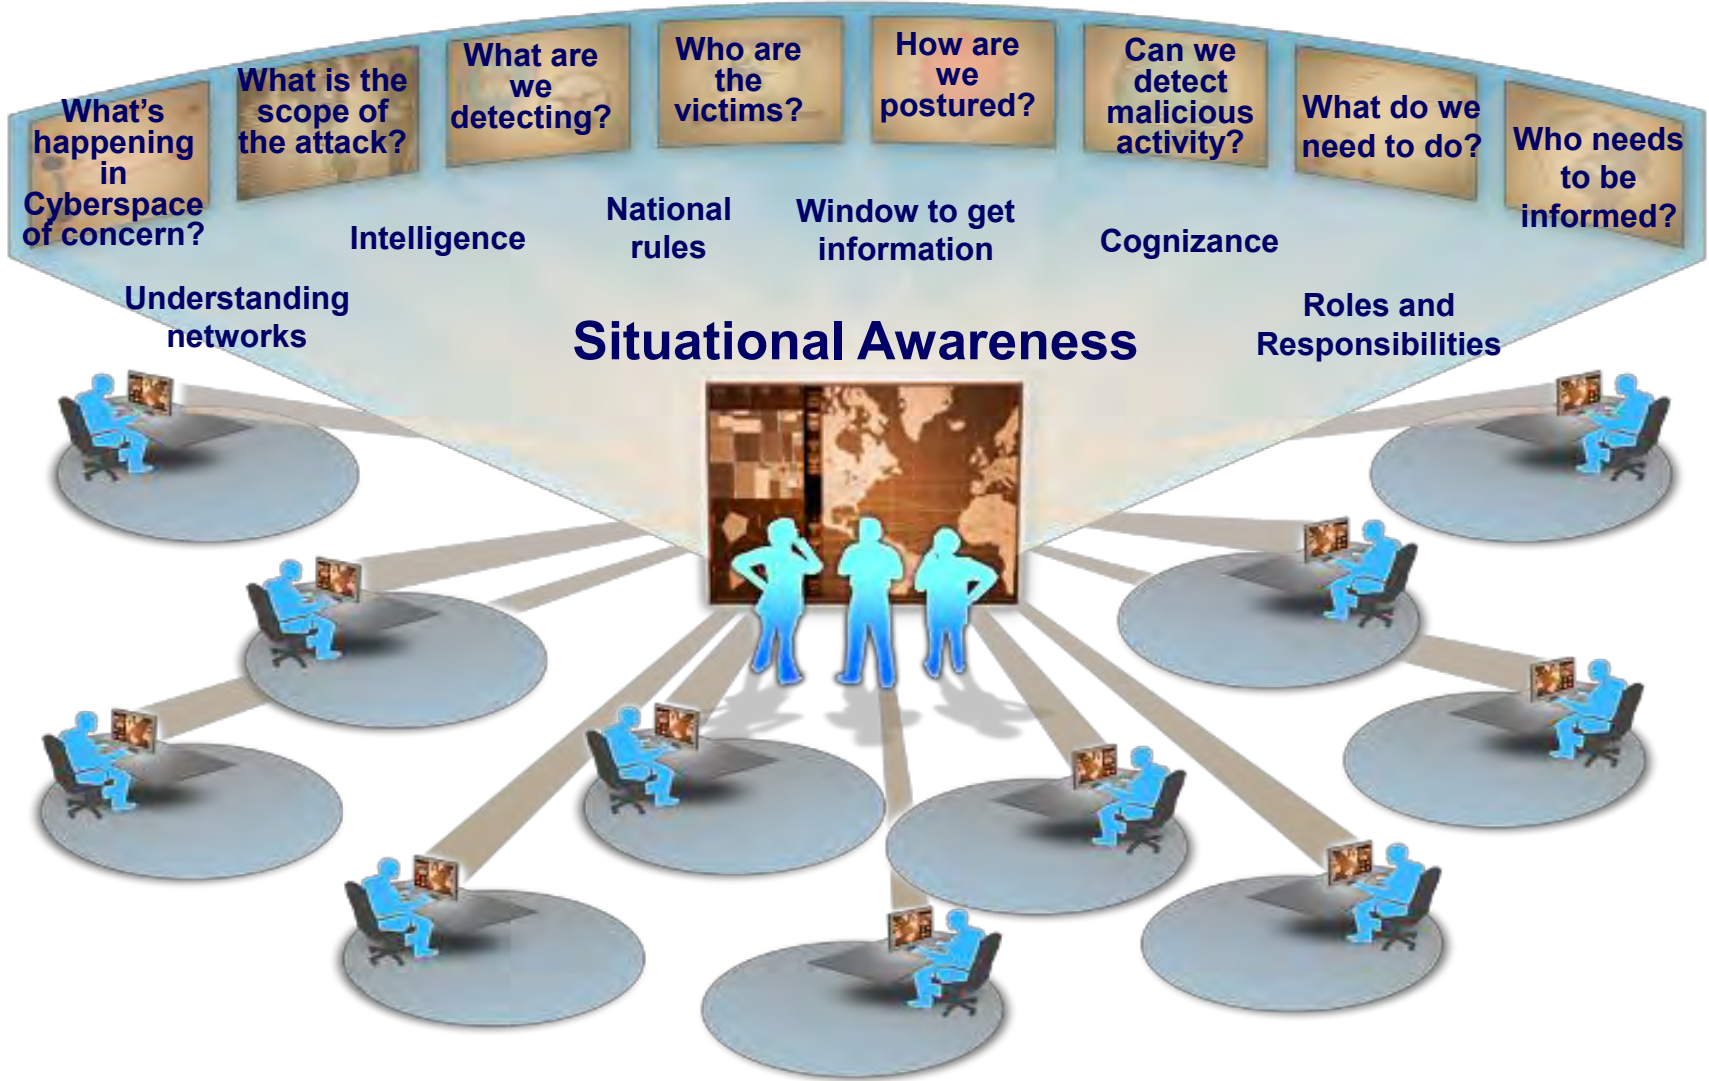 What’s
happening
in
Cyberspace
of concern?
What is the
scope of
the attack?
What are
we
detecting?
Who are
the
victims?
How are
we
postured?
Can we
detect
malicious
activity?
What do we
need to do?
Who needs
to be
informed?
Understanding
networks
Intelligence
National
rules
Window to get
information
Cognizance
Roles and
Responsibilities
Situational Awareness